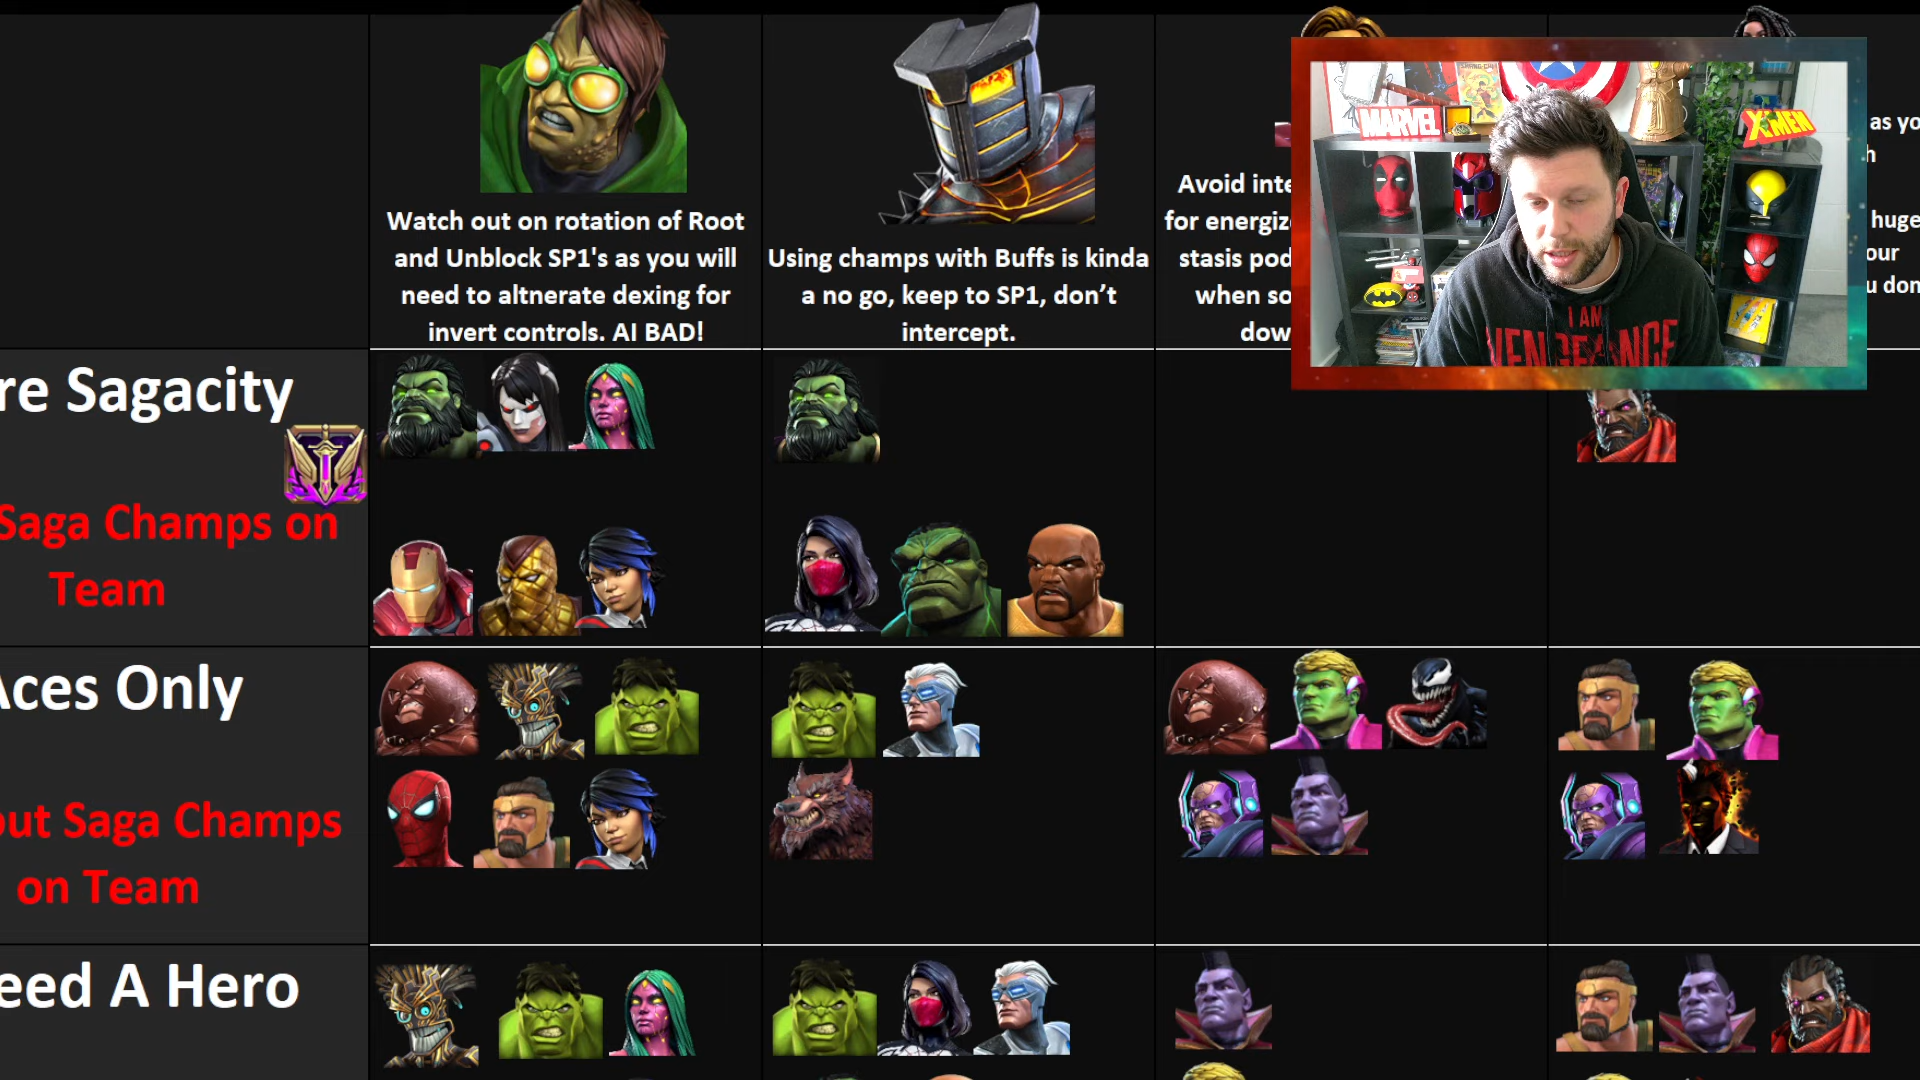 Watch out on rotation of Root
and Unblock SP1's as you will
need to altnerate dexing for
invert controls. AI BAD!
Using champs with Buffs is kinda
a no go, keep to SP1, don’t
intercept.
Avoid inte
for energize
stasis pod
when so
dow
as yo
h
huge
our
u don
MARVEL
X-MEN
I AM
VENGEANCE
re Sagacity
Saga Champs on
Team
Aces Only
out Saga Champs
on Team
eed A Hero